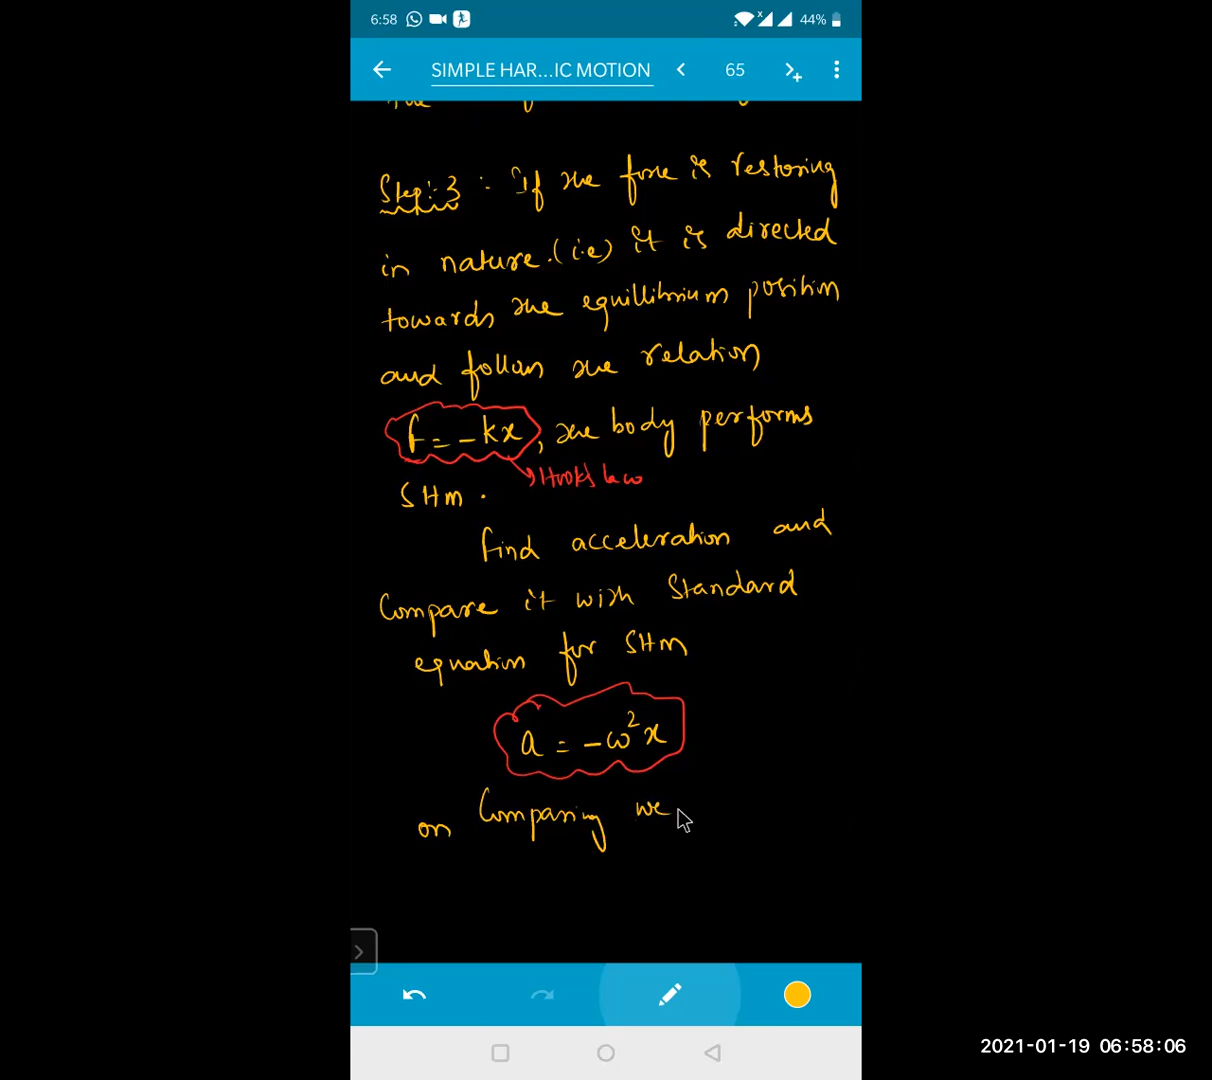 6:58 44%
SIMPLE HAR...IC MOTION 65
the
Step:-3 : If the force is restoring
in nature.(i.e) it is directed
towards the equillibrium position
and follow the relation
F = -kx, the body performs
Hook's law
SHM.
Find acceleration and
Compare it with Standard
equation for SHM
a = -ω²x
on Comparing we
2021-01-19 06:58:06